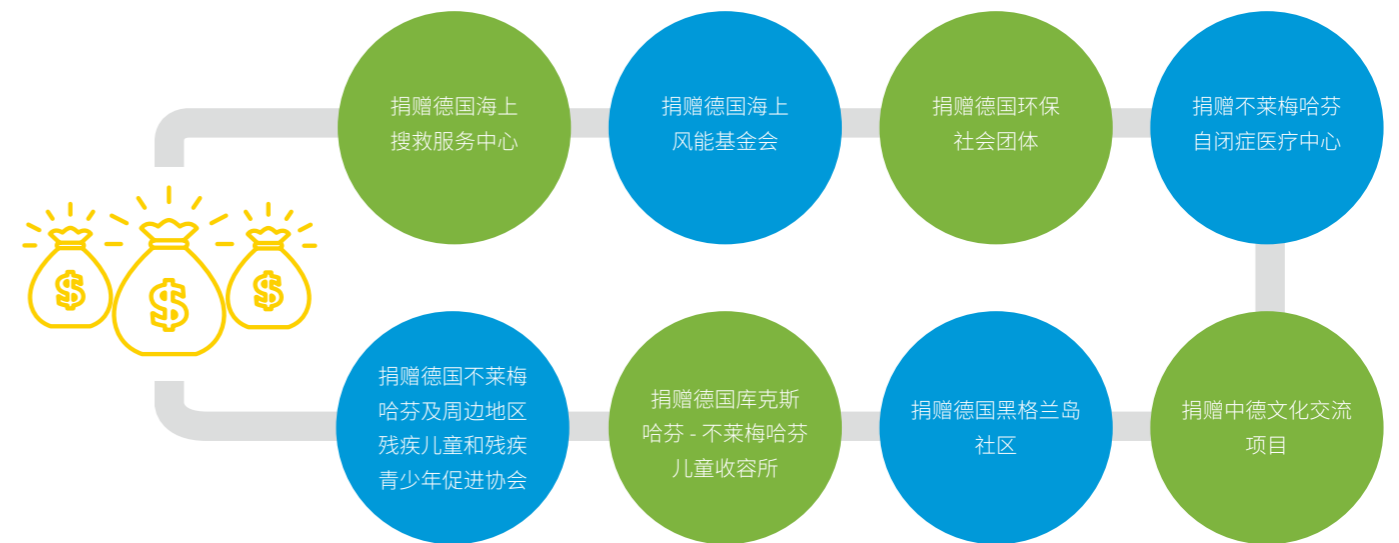 捐赠德国海上
搜救服务中心
捐赠德国海上
风能基金会
捐赠德国环保
社会团体
捐赠不莱梅哈芬
自闭症医疗中心
$
$
$
捐赠德国不莱梅
哈芬及周边地区
残疾儿童和残疾
青少年促进协会
捐赠德国库克斯
哈芬 - 不莱梅哈芬
儿童收容所
捐赠德国黑格兰岛
社区
捐赠中德文化交流
项目